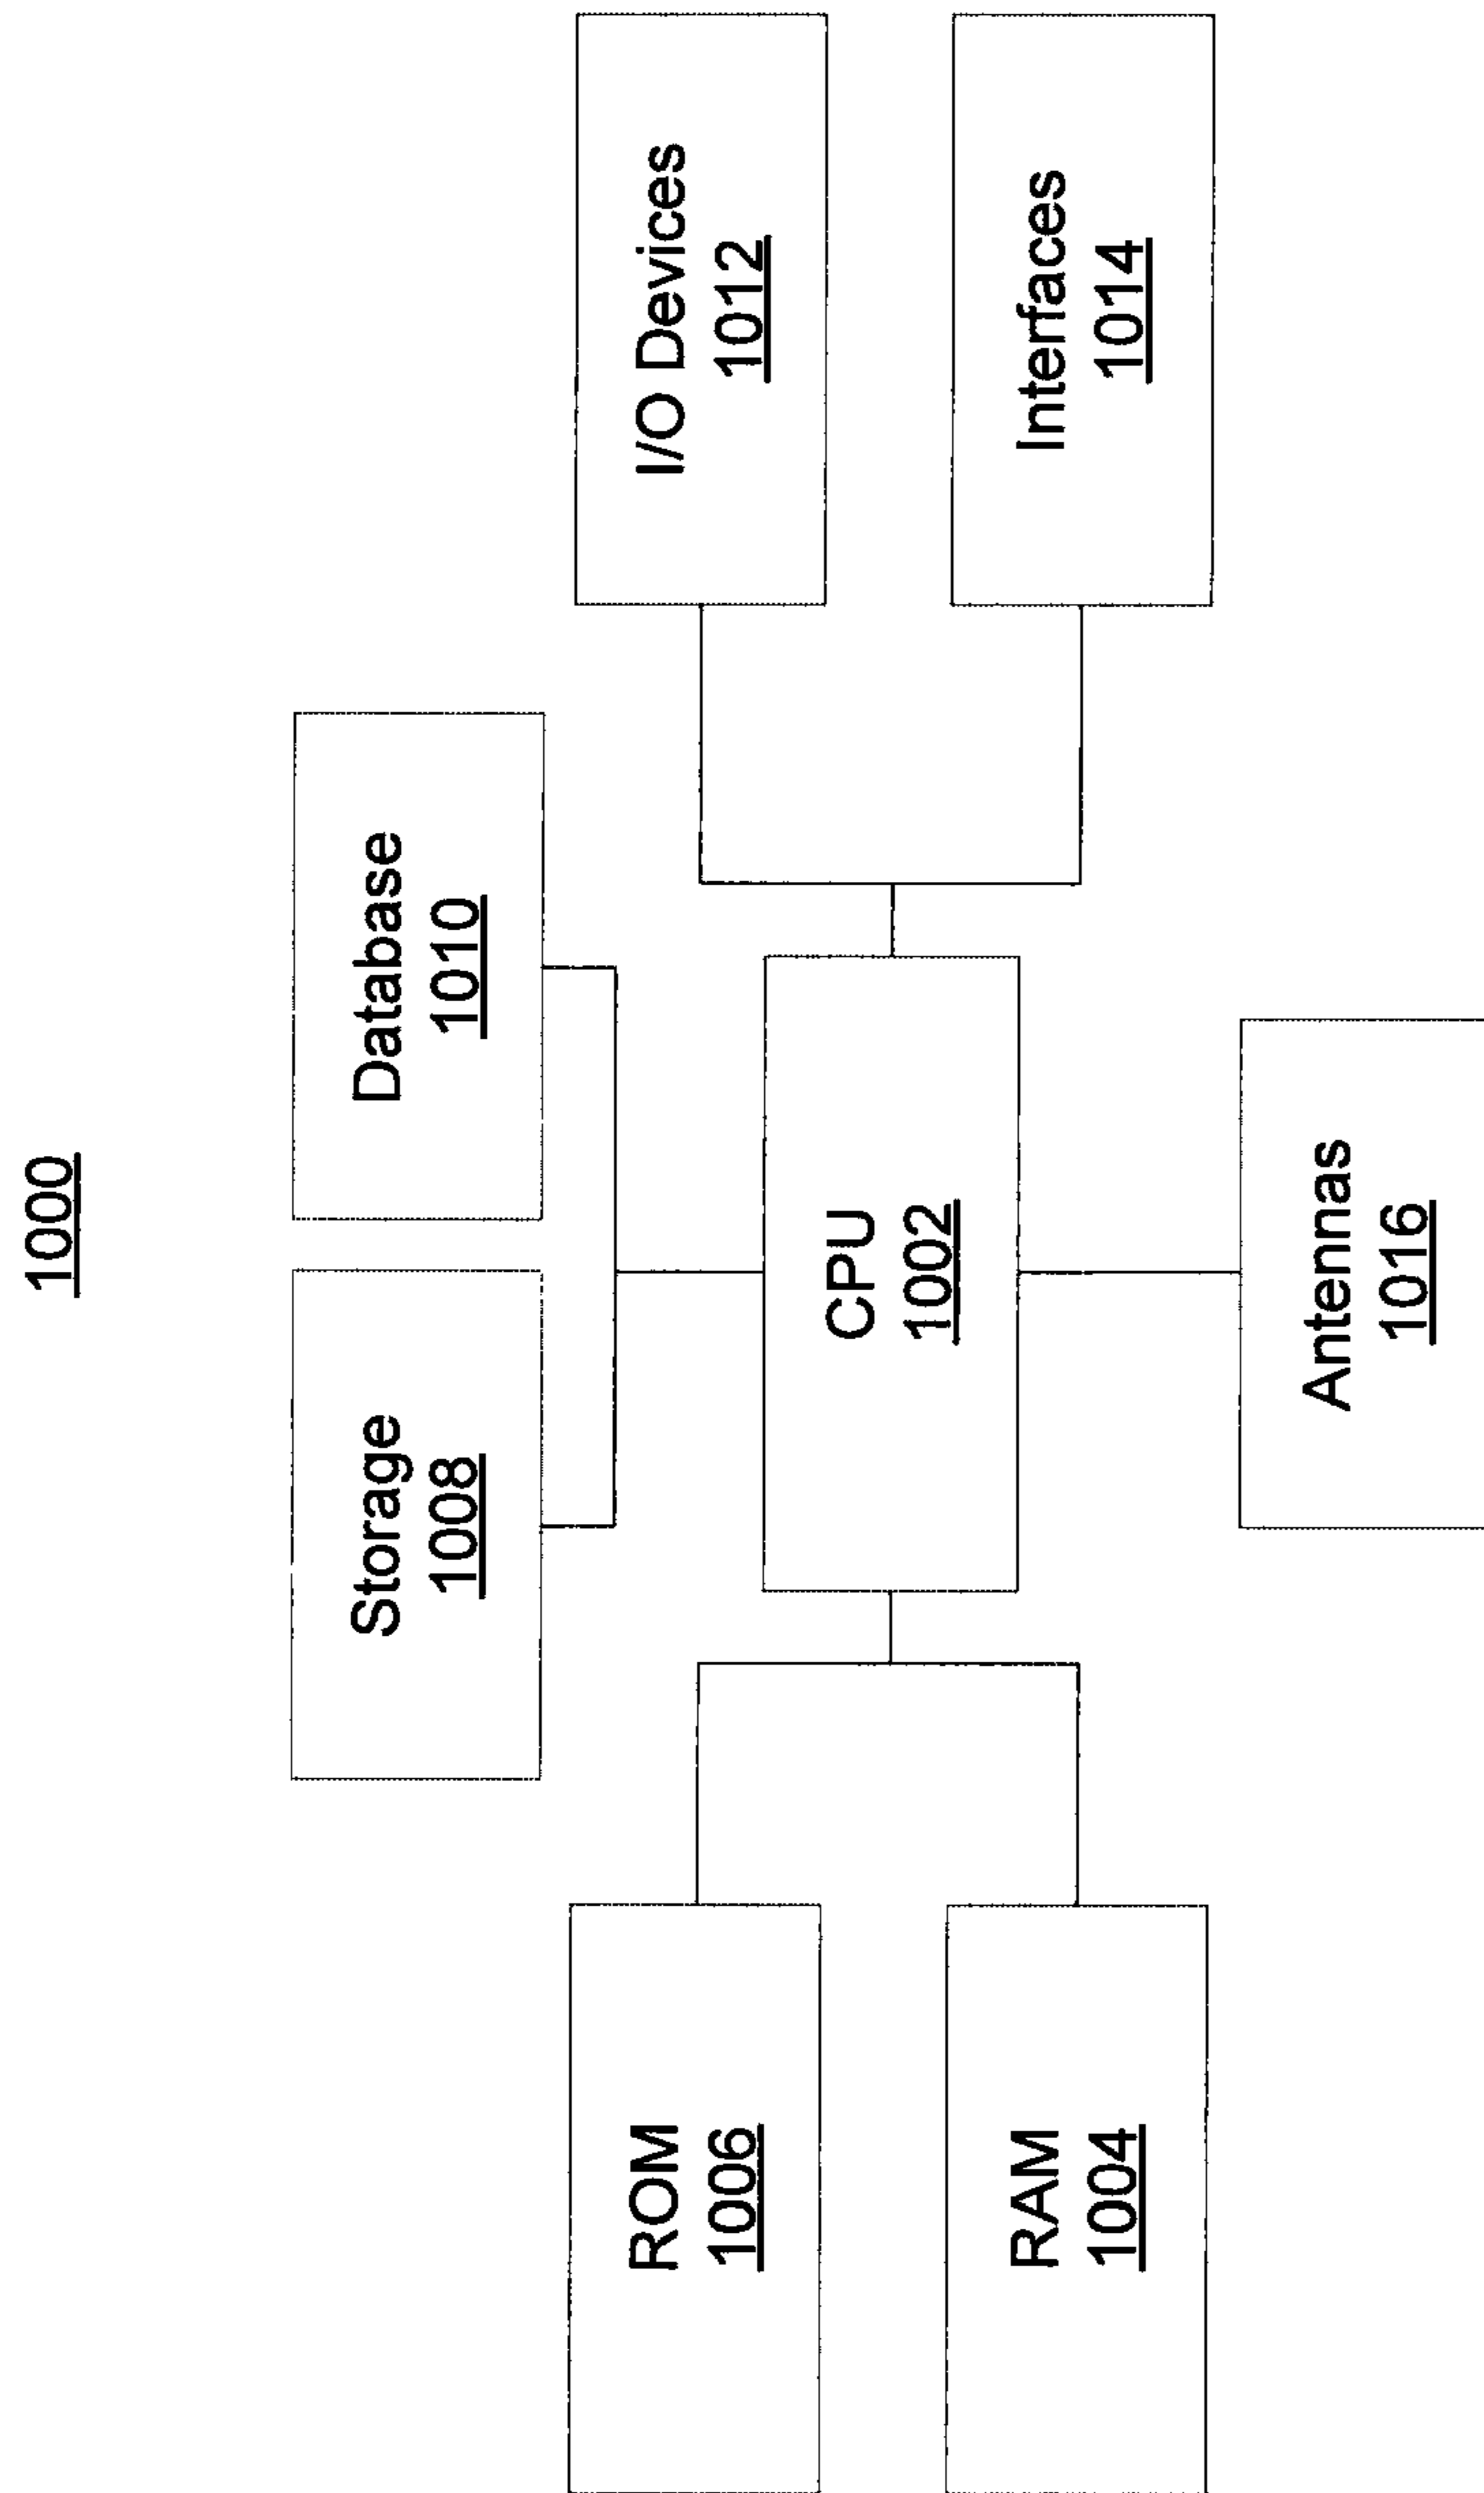 1000
Storage
1008
Database
1010
ROM
1006
I/O Devices
1012
CPU
1002
RAM
1004
Interfaces
1014
Antennas
1016